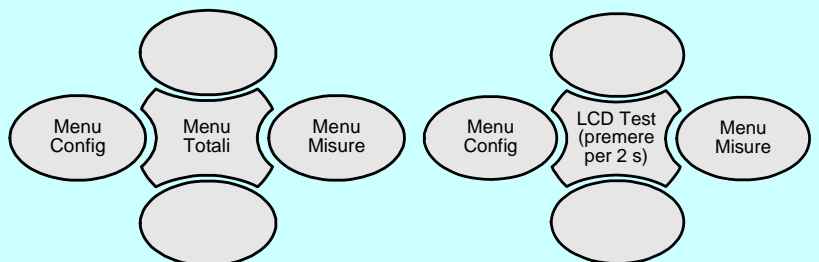 Menu
Config
Menu
Totali
Menu
Misure
Menu
Config
LCD Test
(premere
per 2 s)
Menu
Misure